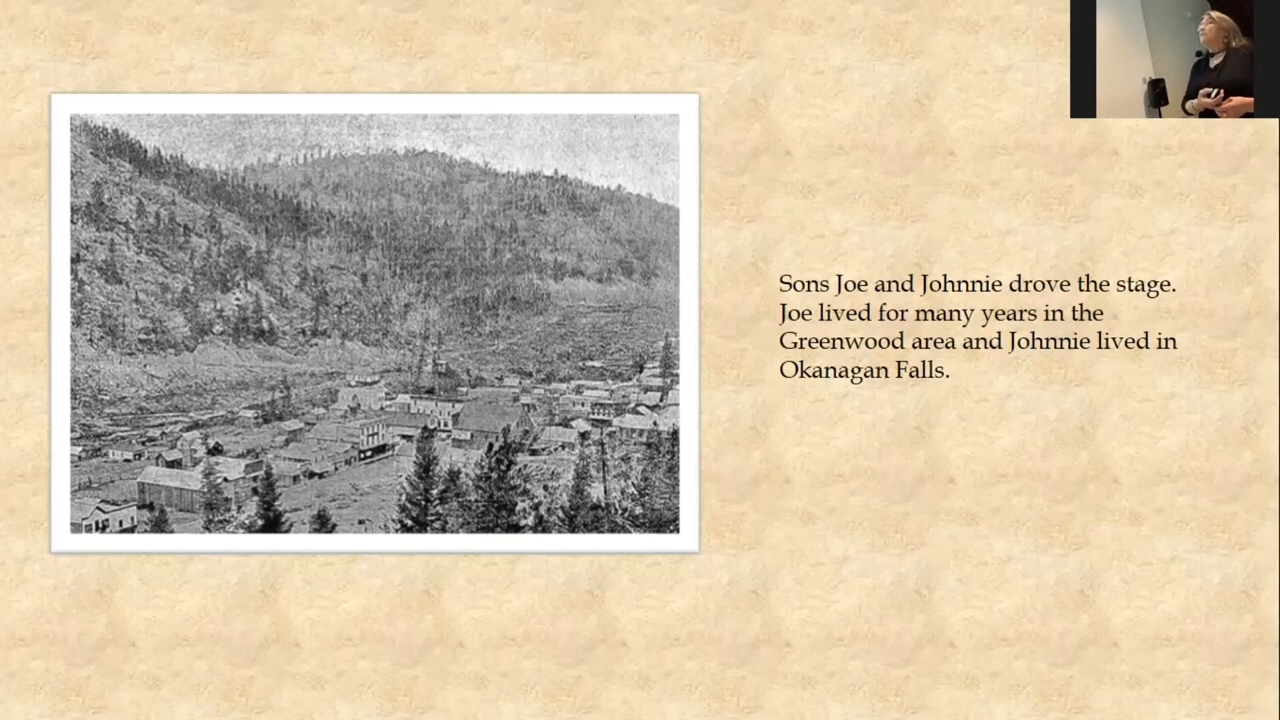 Sons Joe and Johnnie drove the stage.
Joe lived for many years in the
Greenwood area and Johnnie lived in
Okanagan Falls.